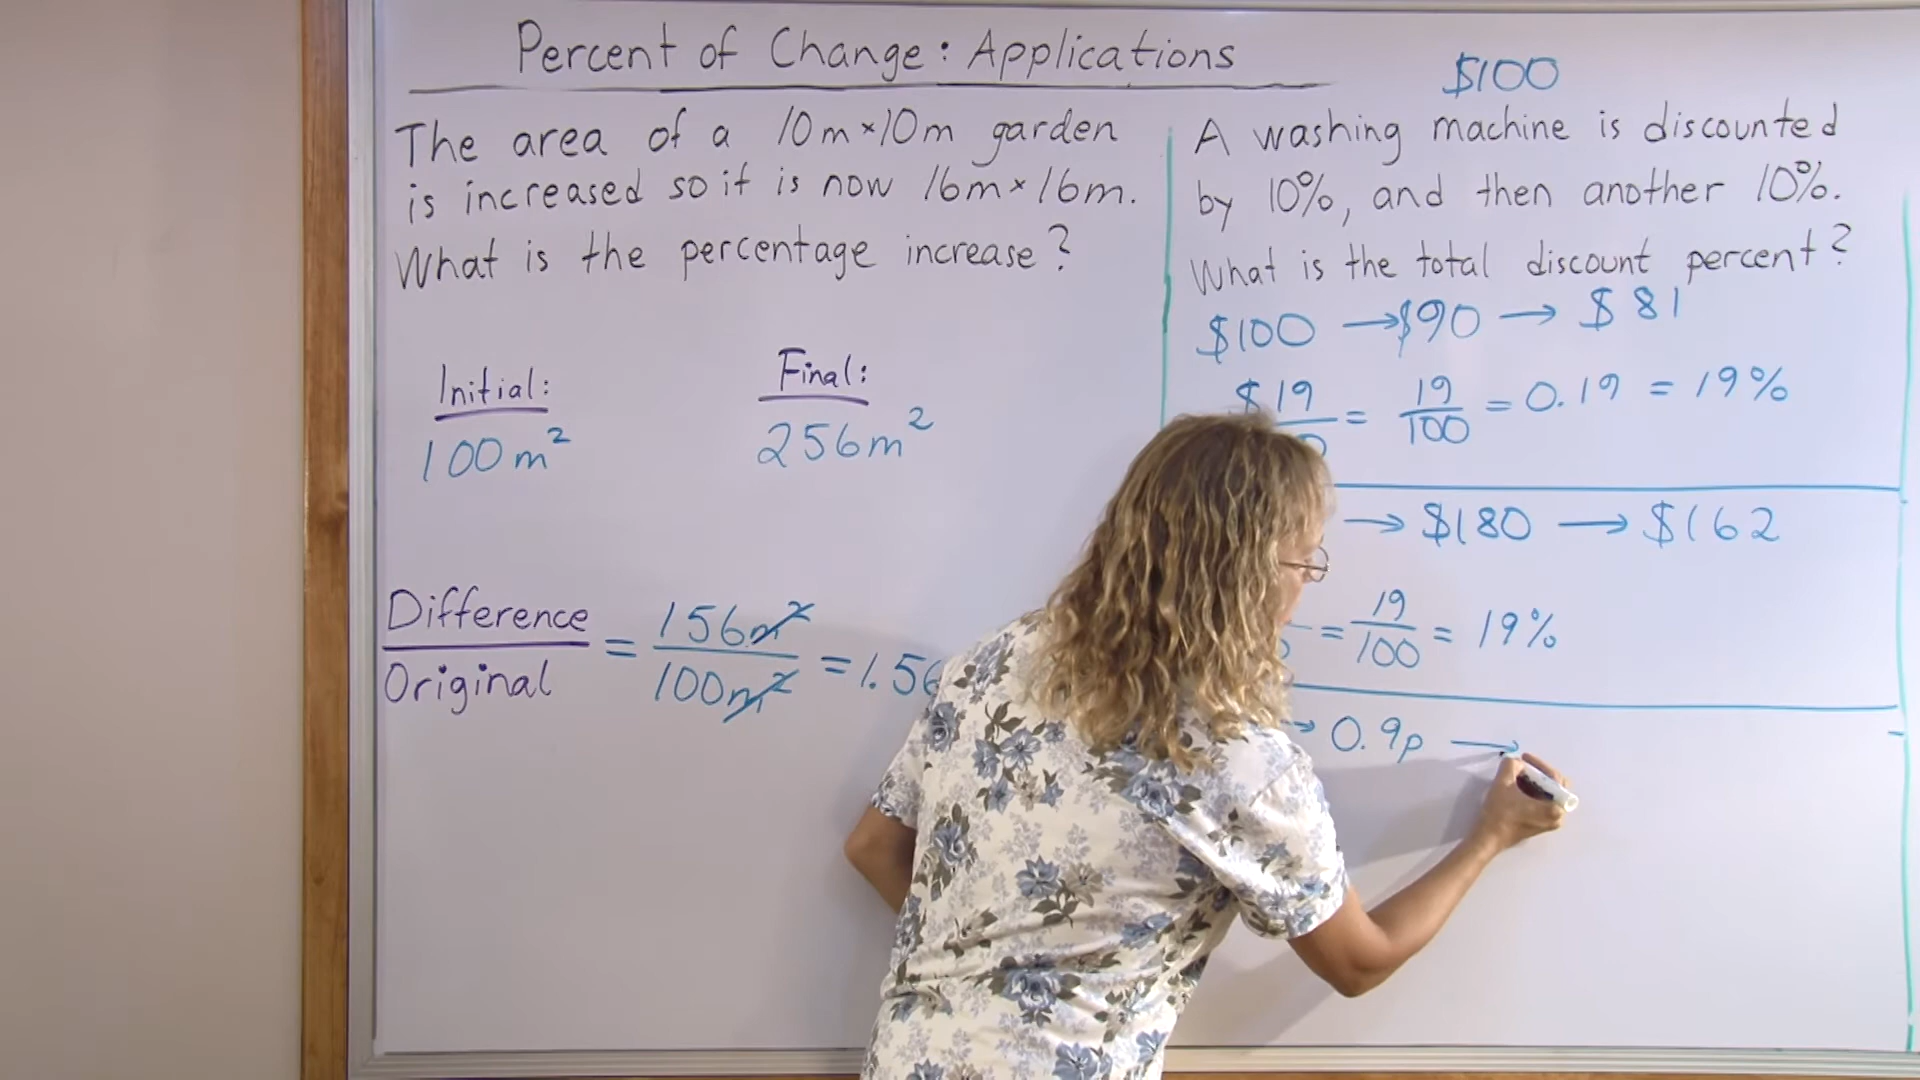 Percent of Change: Applications
The area of a 10m×10m garden
is increased so it is now 16m×16m.
What is the percentage increase?
Initial:
100m²
Final:
256m²
Difference
Original
= 156m²
100m²
= 1.56
$100
A washing machine is discounted
by 10%, and then another 10%.
What is the total discount percent?
$100 → $90 → $81
$19 = 19/100 = 0.19 = 19%
→ $180 → $162
= 19/100 = 19%
→ 0.9p →